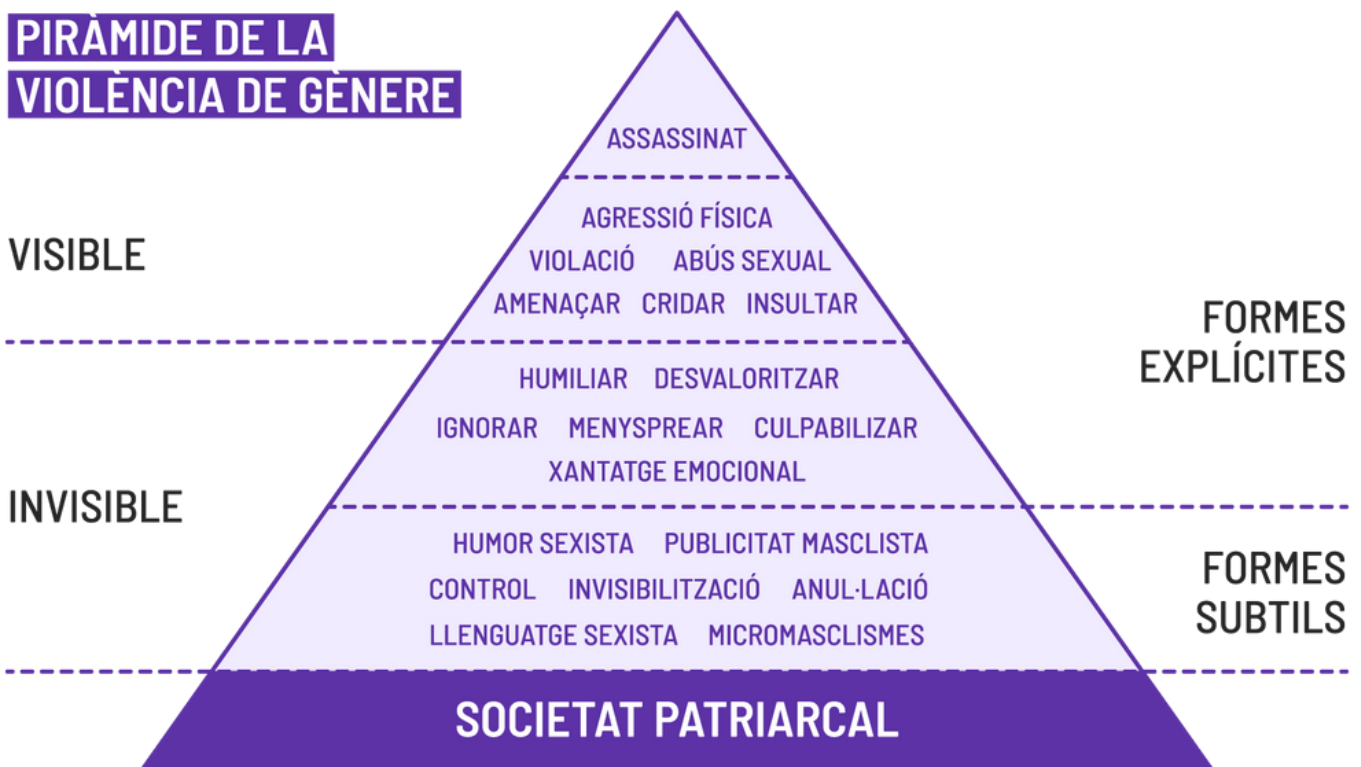 PIRÀMIDE DE LA
VIOLÈNCIA DE GÈNERE
ASSASSINAT
VISIBLE
AGRESSIÓ FÍSICA
VIOLACIÓ ABÚS SEXUAL
AMENAÇAR CRIDAR INSULTAR
FORMES
EXPLÍCITES
HUMILIAR DESVALORITZAR
IGNORAR MENYSPREAR CULPABILIZAR
XANTATGE EMOCIONAL
INVISIBLE
HUMOR SEXISTA PUBLICITAT MASCLISTA
CONTROL INVISIBILITZACIÓ ANUL·LACIÓ
LLENGUATGE SEXISTA MICROMASCLISMES
FORMES
SUBTILS
SOCIETAT PATRIARCAL